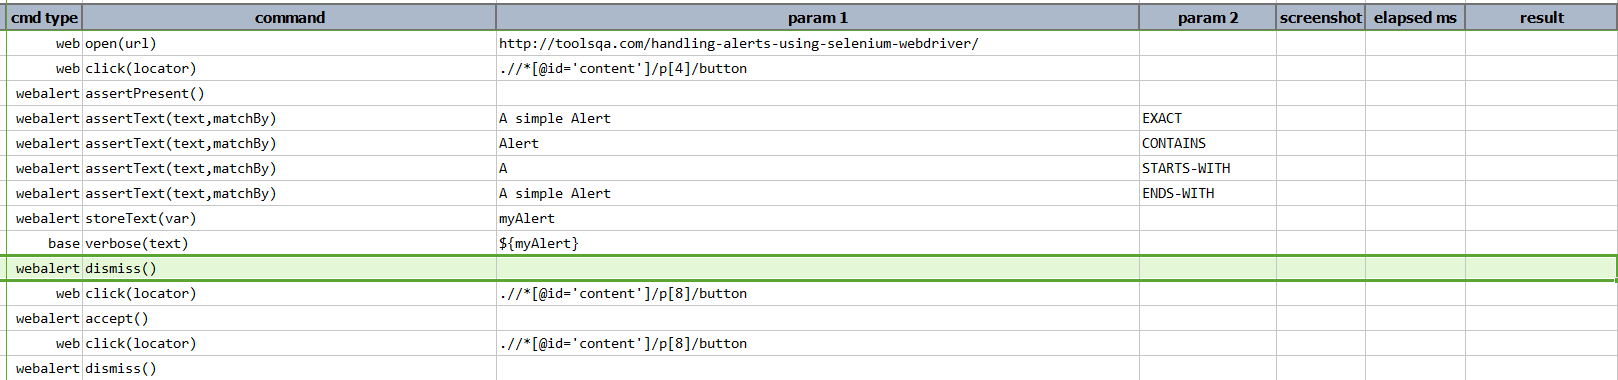 cmd type command param 1 param 2 screenshot elapsed ms result
web open(url) http://toolsqa.com/handling-alerts-using-selenium-webdriver/
web click(locator) .//*[@id='content']/p[4]/button
webalert assertPresent()
webalert assertText(text,matchBy) A simple Alert EXACT
webalert assertText(text,matchBy) Alert CONTAINS
webalert assertText(text,matchBy) A STARTS-WITH
webalert assertText(text,matchBy) A simple Alert ENDS-WITH
webalert storeText(var) myAlert
base verbose(text) ${myAlert}
webalert dismiss()
web click(locator) .//*[@id='content']/p[8]/button
webalert accept()
web click(locator) .//*[@id='content']/p[8]/button
webalert dismiss()